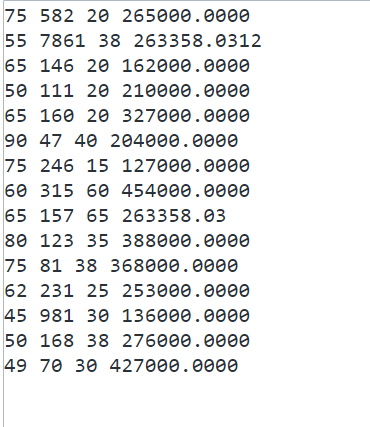 75 582 20 265000.0000
55 7861 38 263358.0312
65 146 20 162000.0000
50 111 20 210000.0000
65 160 20 327000.0000
90 47 40 204000.0000
75 246 15 127000.0000
60 315 60 454000.0000
65 157 65 263358.03
80 123 35 388000.0000
75 81 38 368000.0000
62 231 25 253000.0000
45 981 30 136000.0000
50 168 38 276000.0000
49 70 30 427000.0000